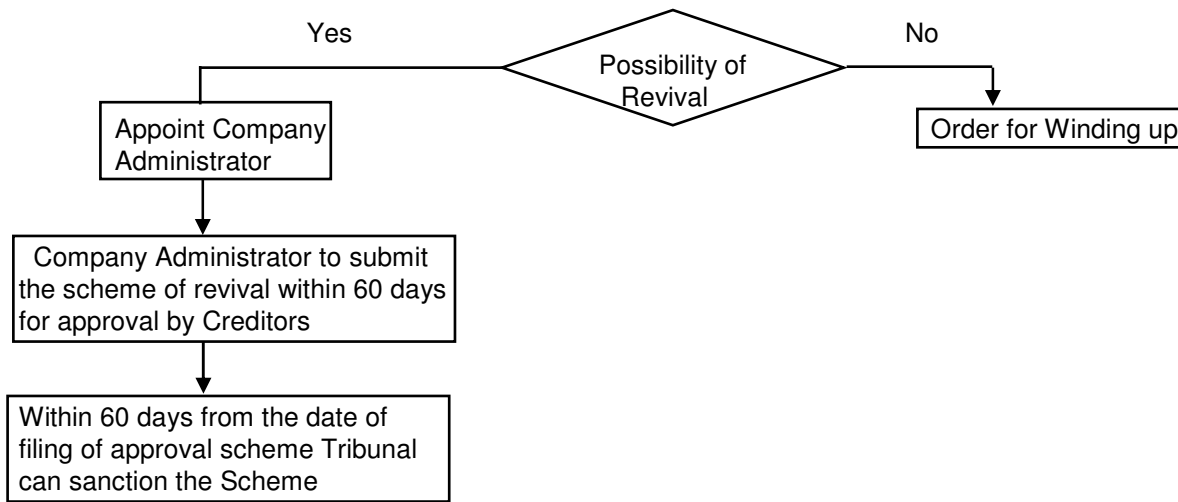 Yes
No
Possibility of
Revival
Appoint Company
Administrator
Order for Winding up
Company Administrator to submit
the scheme of revival within 60 days
for approval by Creditors
Within 60 days from the date of
filing of approval scheme Tribunal
can sanction the Scheme